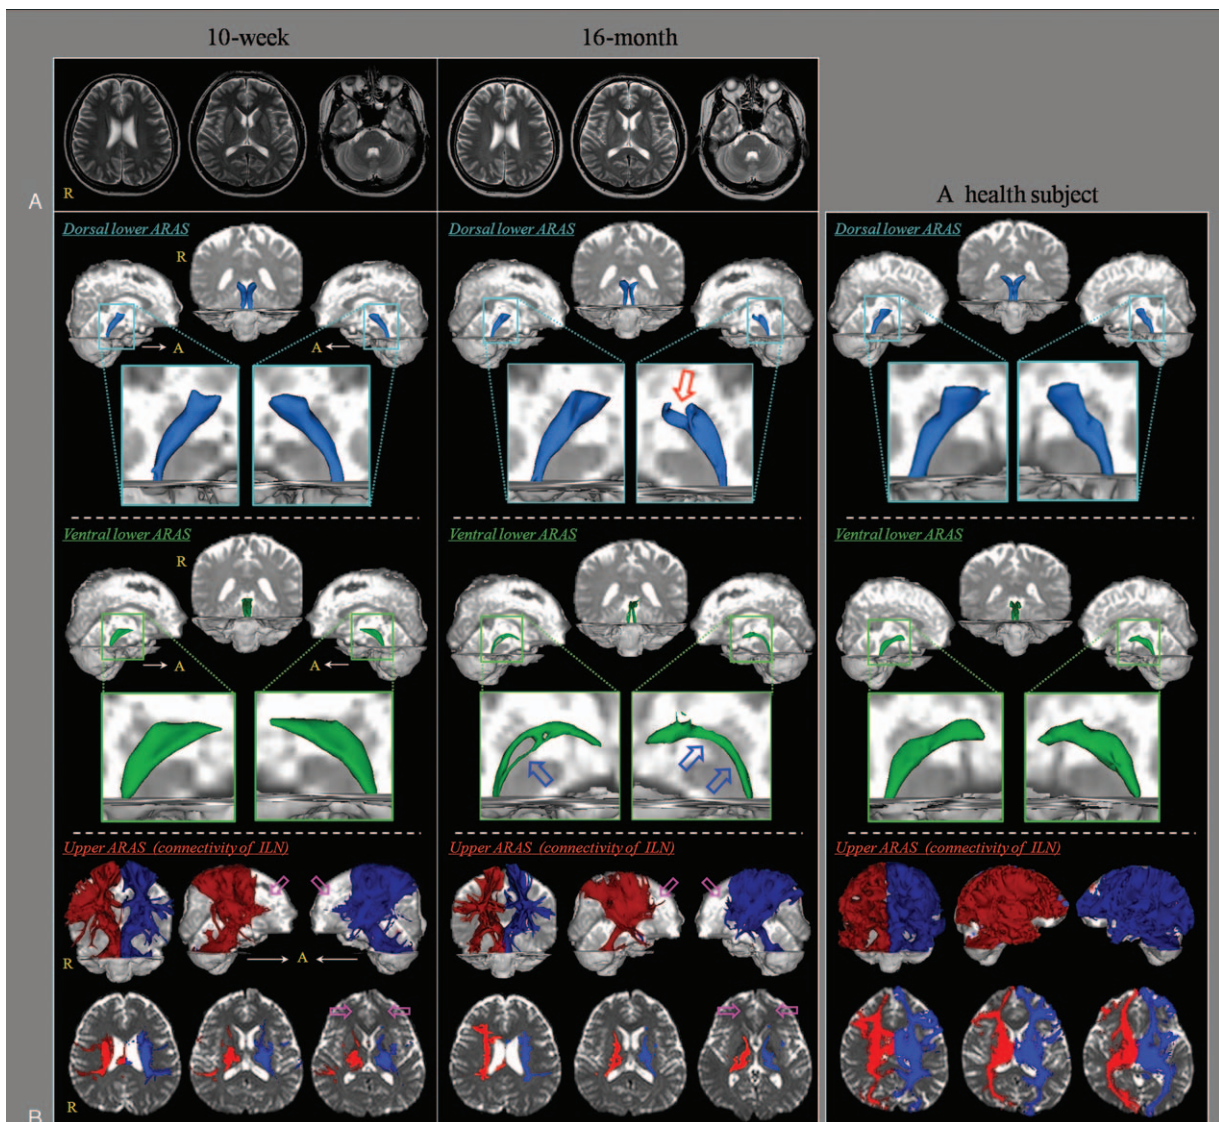 10-week 16-month
R
A
A health subject
Dorsal lower ARAS Dorsal lower ARAS Dorsal lower ARAS
R
A A
Ventral lower ARAS Ventral lower ARAS Ventral lower ARAS
R
A A
Upper ARAS (connectivity of ILN) Upper ARAS (connectivity of ILN) Upper ARAS (connectivity of ILN)
R A R
R
B